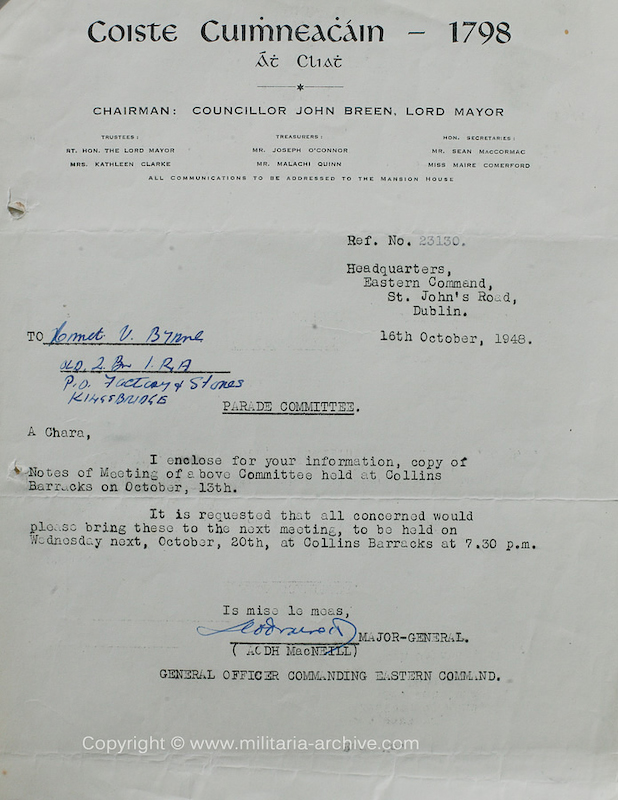 Coiste Cuiṁneaċáin – 1798
Áṫ Cliaṫ
CHAIRMAN: COUNCILLOR JOHN BREEN, LORD MAYOR
TRUSTEES: TREASURERS: HON. SECRETARIES:
RT. HON. THE LORD MAYOR MR. JOSEPH O'CONNOR MR. SEAN MACCORMAC
MRS. KATHLEEN CLARKE MR. MALACHI QUINN MISS MAIRE COMERFORD
ALL COMMUNICATIONS TO BE ADDRESSED TO THE MANSION HOUSE
Ref. No. 23130.
Headquarters,
Eastern Command,
St. John's Road,
Dublin.
16th October, 1948.
TO V. Byrne
2 Bn I.R.A
P.O. Factory & Stores
KINGSBRIDGE
PARADE COMMITTEE.
A Chara,
I enclose for your information, copy of
Notes of Meeting of above Committee held at Collins
Barracks on October, 13th.
It is requested that all concerned would
please bring these to the next meeting, to be held on
Wednesday next, October, 20th, at Collins Barracks at 7.30 p.m.
Is mise le meas,
MAJOR-GENERAL.
( AODH MacNEILL)
GENERAL OFFICER COMMANDING EASTERN COMMAND.
Copyright © www.militaria-archive.com